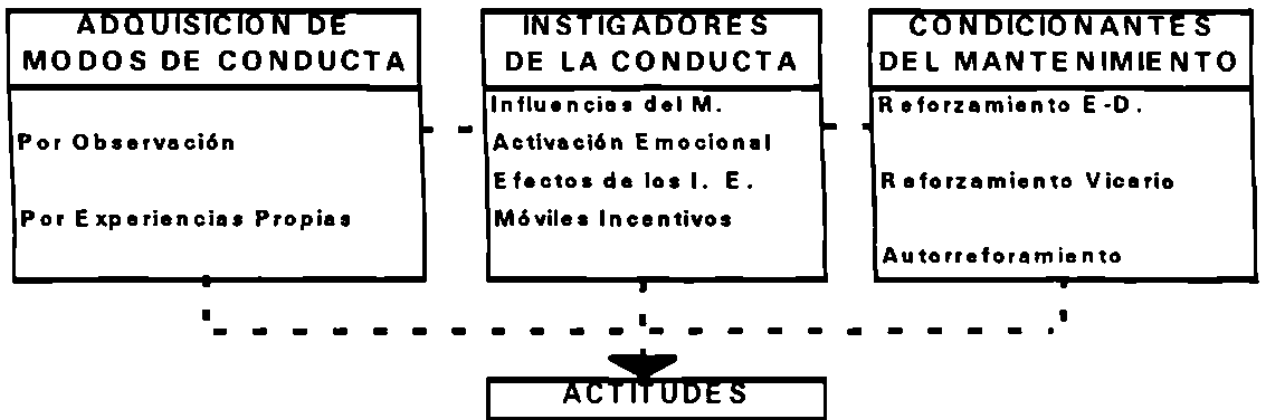 ADQUISICION DE
MODOS DE CONDUCTA
Por Observación
Por Experiencias Propias
INSTIGADORES
DE LA CONDUCTA
Influencias del M.
Activación Emocional
Efectos de los I. E.
Móviles Incentivos
CONDICIONANTES
DEL MANTENIMIENTO
Reforzamiento E-D.
Reforzamiento Vicario
Autorreforamiento
ACTITUDES